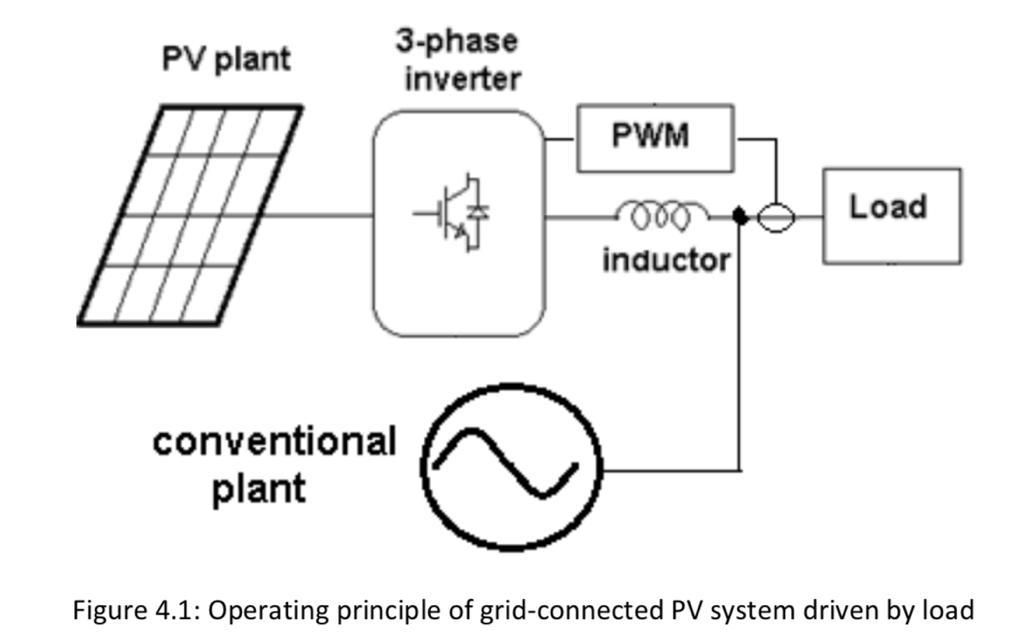 PV plant
3-phase
inverter
PWM
Load
inductor
conventional
plant
Figure 4.1: Operating principle of grid-connected PV system driven by load